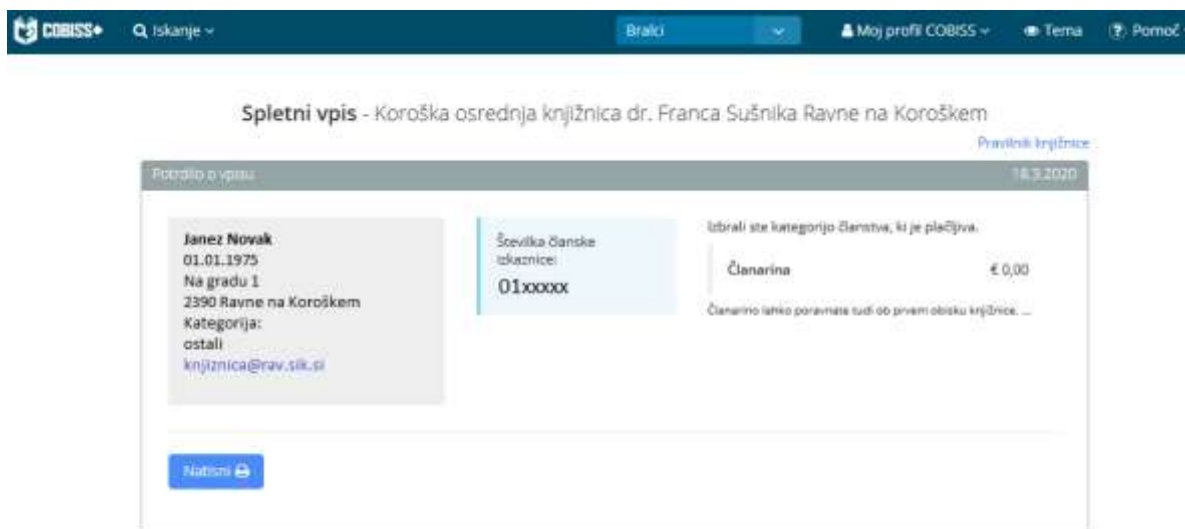 COBISS+
Iskanje
Bralci
Moj profil COBISS
Tema
Pomoč
Spletni vpis - Koroška osrednja knjižnica dr. Franca Sušnika Ravne na Koroškem
Pravilnik knjižnice
Potrdilo o vpisu
18.3.2020
Janez Novak
01.01.1975
Na gradu 1
2390 Ravne na Koroškem
Kategorija:
ostali
knjiznica@rav.sik.si
Številka članske
izkaznice:
01xxxxx
Izbrali ste kategorijo članstva, ki je plačljiva.
Članarina € 0,00
Članarino lahko poravnate tudi ob prvem obisku knjižnice. ...
Natisni